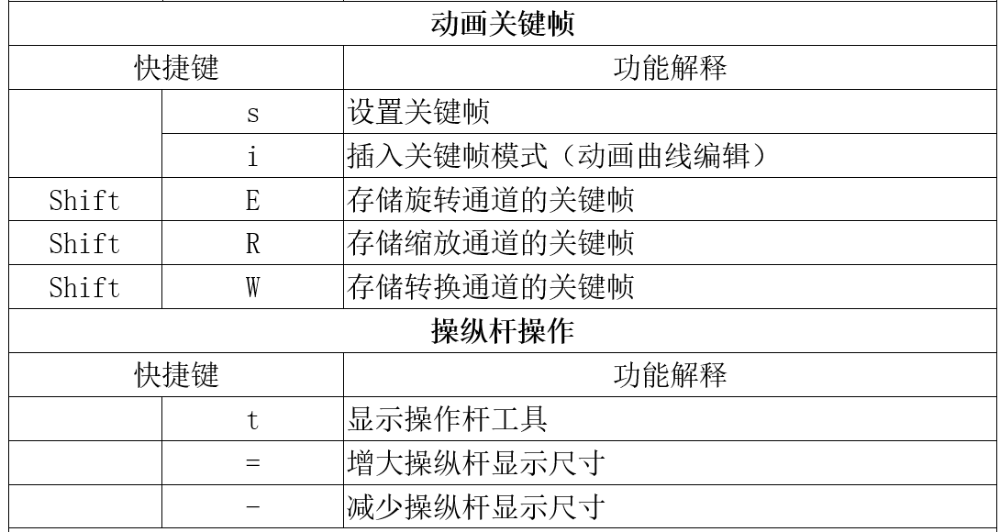 动画关键帧
快捷键 功能解释
s 设置关键帧
i 插入关键帧模式（动画曲线编辑）
Shift E 存储旋转通道的关键帧
Shift R 存储缩放通道的关键帧
Shift W 存储转换通道的关键帧
操纵杆操作
快捷键 功能解释
t 显示操作杆工具
= 增大操纵杆显示尺寸
- 减少操纵杆显示尺寸